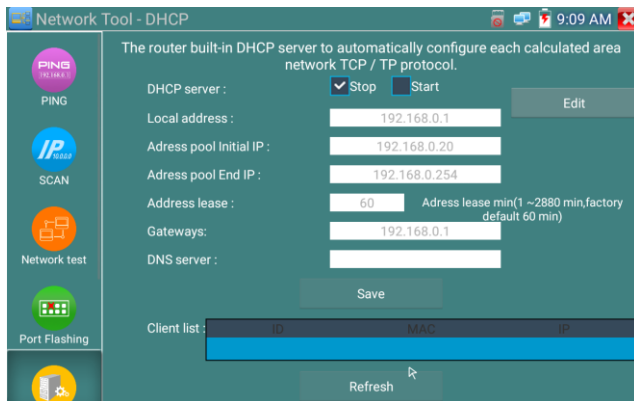 Network Tool - DHCP
9:09 AM
The router built-in DHCP server to automatically configure each calculated area
network TCP / TP protocol.
PING
PING
DHCP server :
Stop
Start
Edit
Local address :
192.168.0.1
Adress pool Initial IP :
192.168.0.20
IP
SCAN
Adress pool End IP :
192.168.0.254
Address lease :
60
Adress lease min(1 ~2880 min,factory
default 60 min)
Gateways:
192.168.0.1
Network test
DNS server :
Save
Client list :
ID
MAC
IP
Port Flashing
Refresh